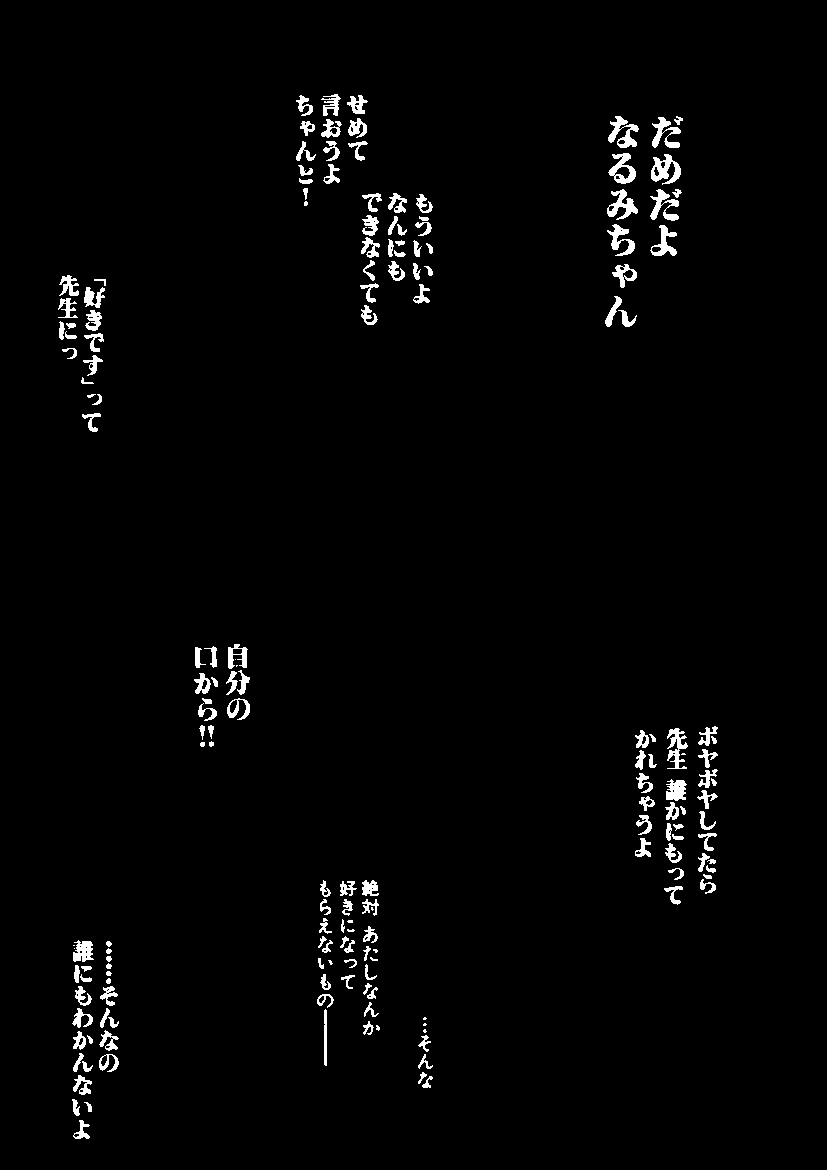 だめだよ
なるみちゃん
もういいよ
なんにも
できなくても
せめて
言おうよ
ちゃんと!
「好きです」って
先生にっ
自分の
口から!!
ボヤボヤしてたら
先生 誰かにもって
かれちゃうよ
…そんな
絶対 あたしなんか
好きになって
もらえないもの──
……そんなの
誰にもわかんないよ